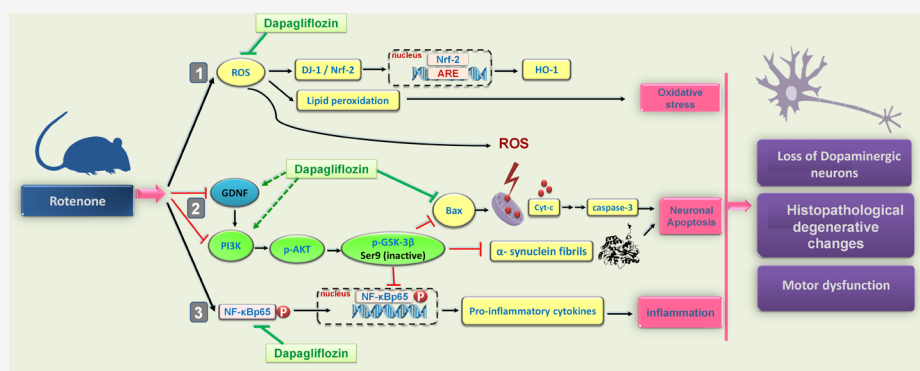 Dapagliflozin
1
ROS
DJ-1 / Nrf-2
nucleus
Nrf-2
ARE
HO-1
Lipid peroxidation
Oxidative
stress
ROS
Rotenone
2
GDNF
Dapagliflozin
Bax
Cyt-c
caspase-3
Neuronal
Apoptosis
PI3K
p-AKT
p-GSK-3β
Ser9 (inactive)
α- synuclein fibrils
3
NF-κBp65
P
nucleus
NF-κBp65
P
Pro-inflammatory cytokines
inflammation
Dapagliflozin
Loss of Dopaminergic
neurons
Histopathological
degenerative
changes
Motor dysfunction